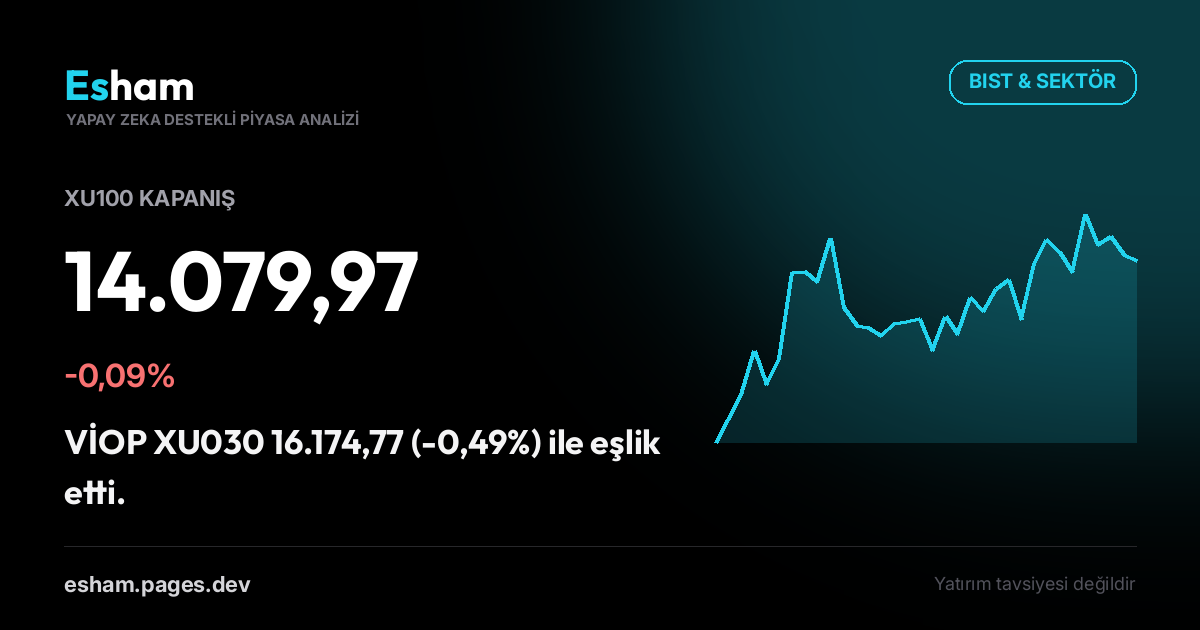 Esham
BIST & SEKTÖR
YAPAY ZEKA DESTEKLİ PİYASA ANALİZİ
XU100 KAPANIŞ
14.079,97
-0,09%
VİOP XU030 16.174,77 (-0,49%) ile eşlik
etti.
esham.pages.dev
Yatırım tavsiyesi değildir